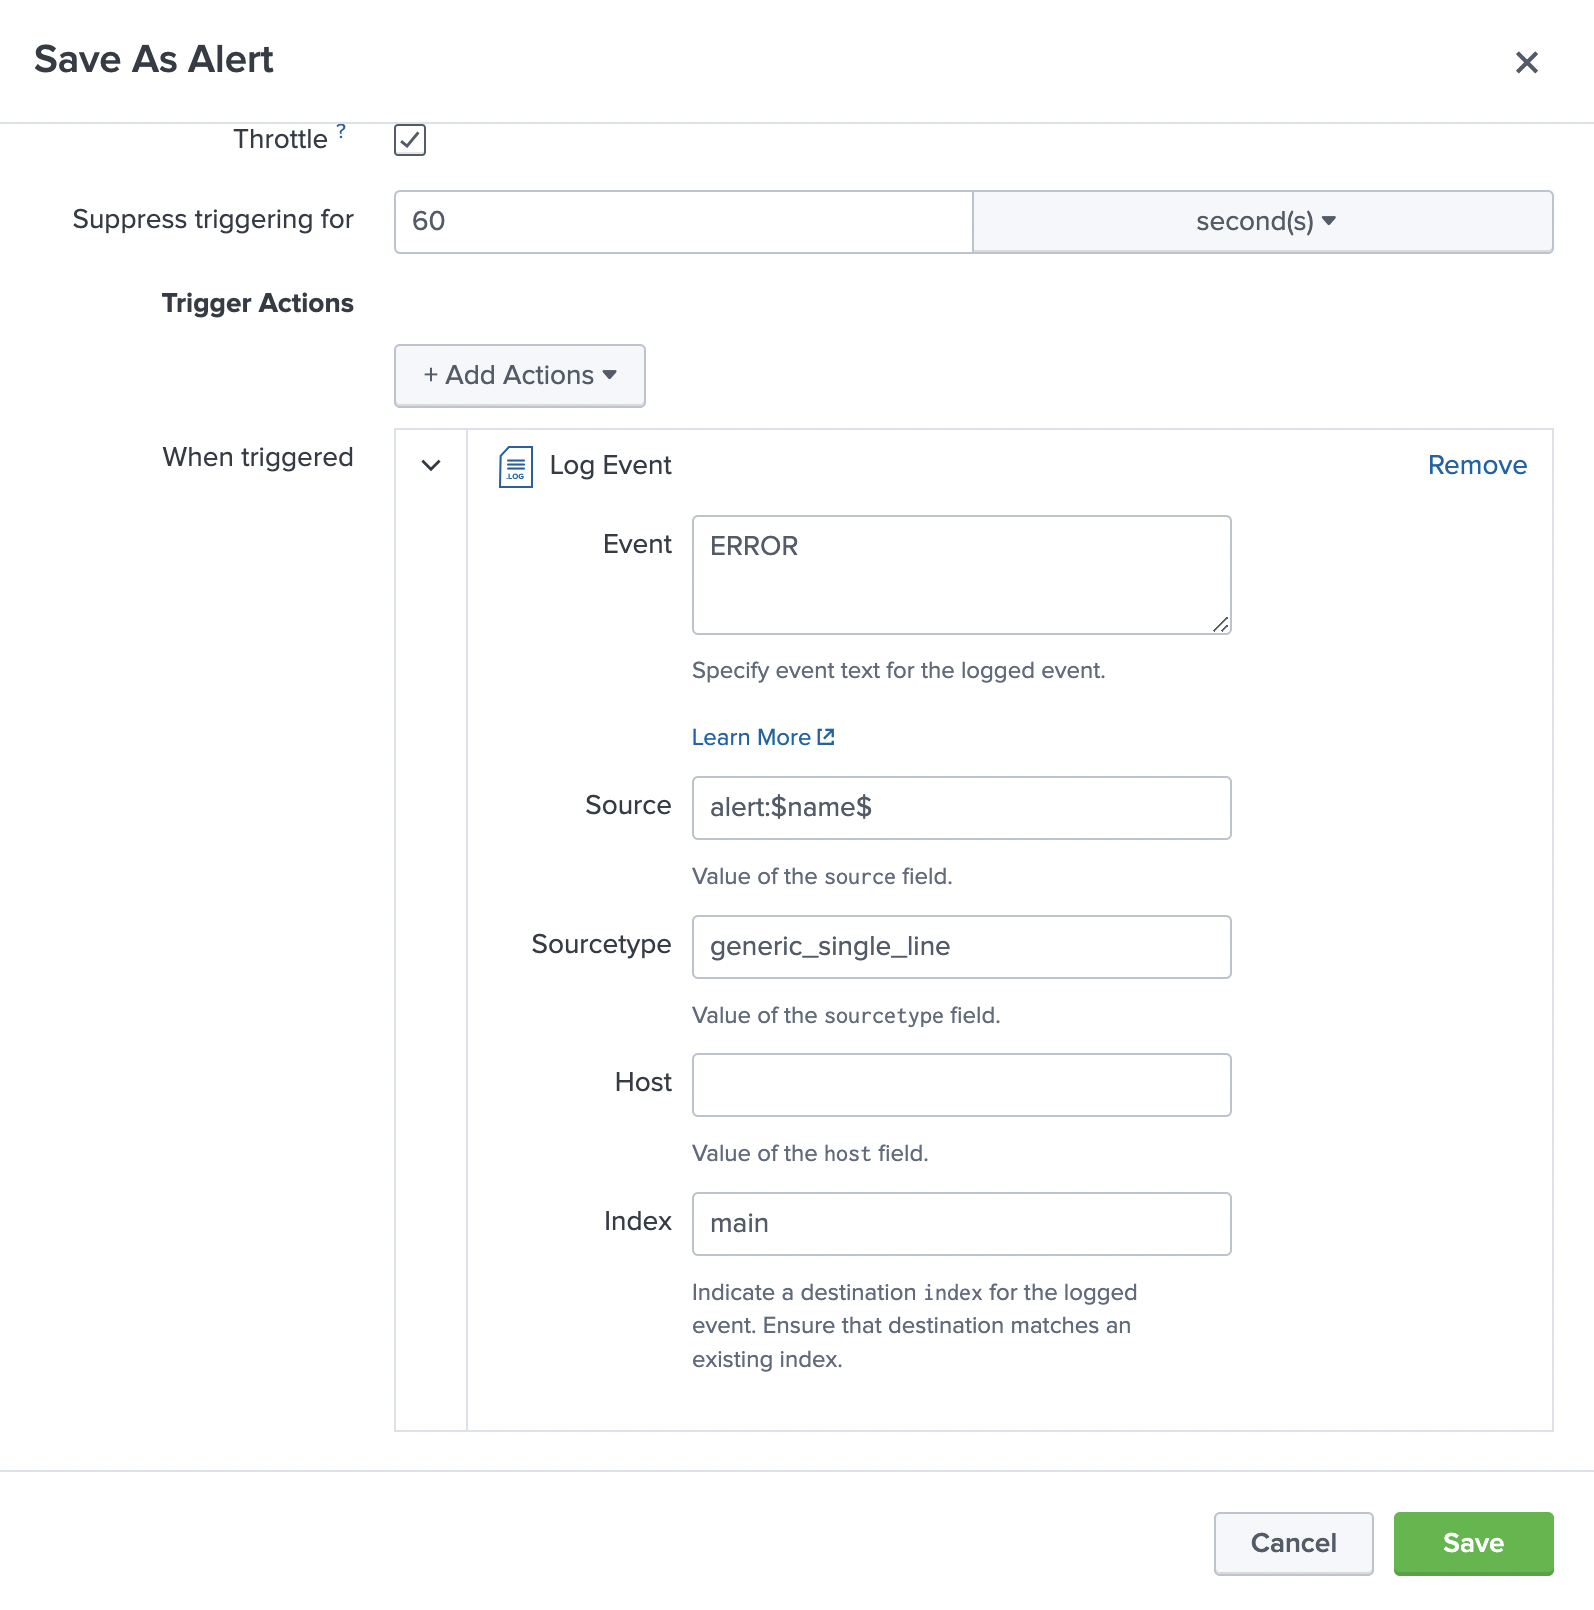 Save As Alert
Throttle ?
Suppress triggering for 60 second(s)
Trigger Actions
+ Add Actions
When triggered
.LOG Log Event Remove
Event ERROR
Specify event text for the logged event.
Learn More
Source alert:$name$
Value of the source field.
Sourcetype generic_single_line
Value of the sourcetype field.
Host
Value of the host field.
Index main
Indicate a destination index for the logged
event. Ensure that destination matches an
existing index.
Cancel Save